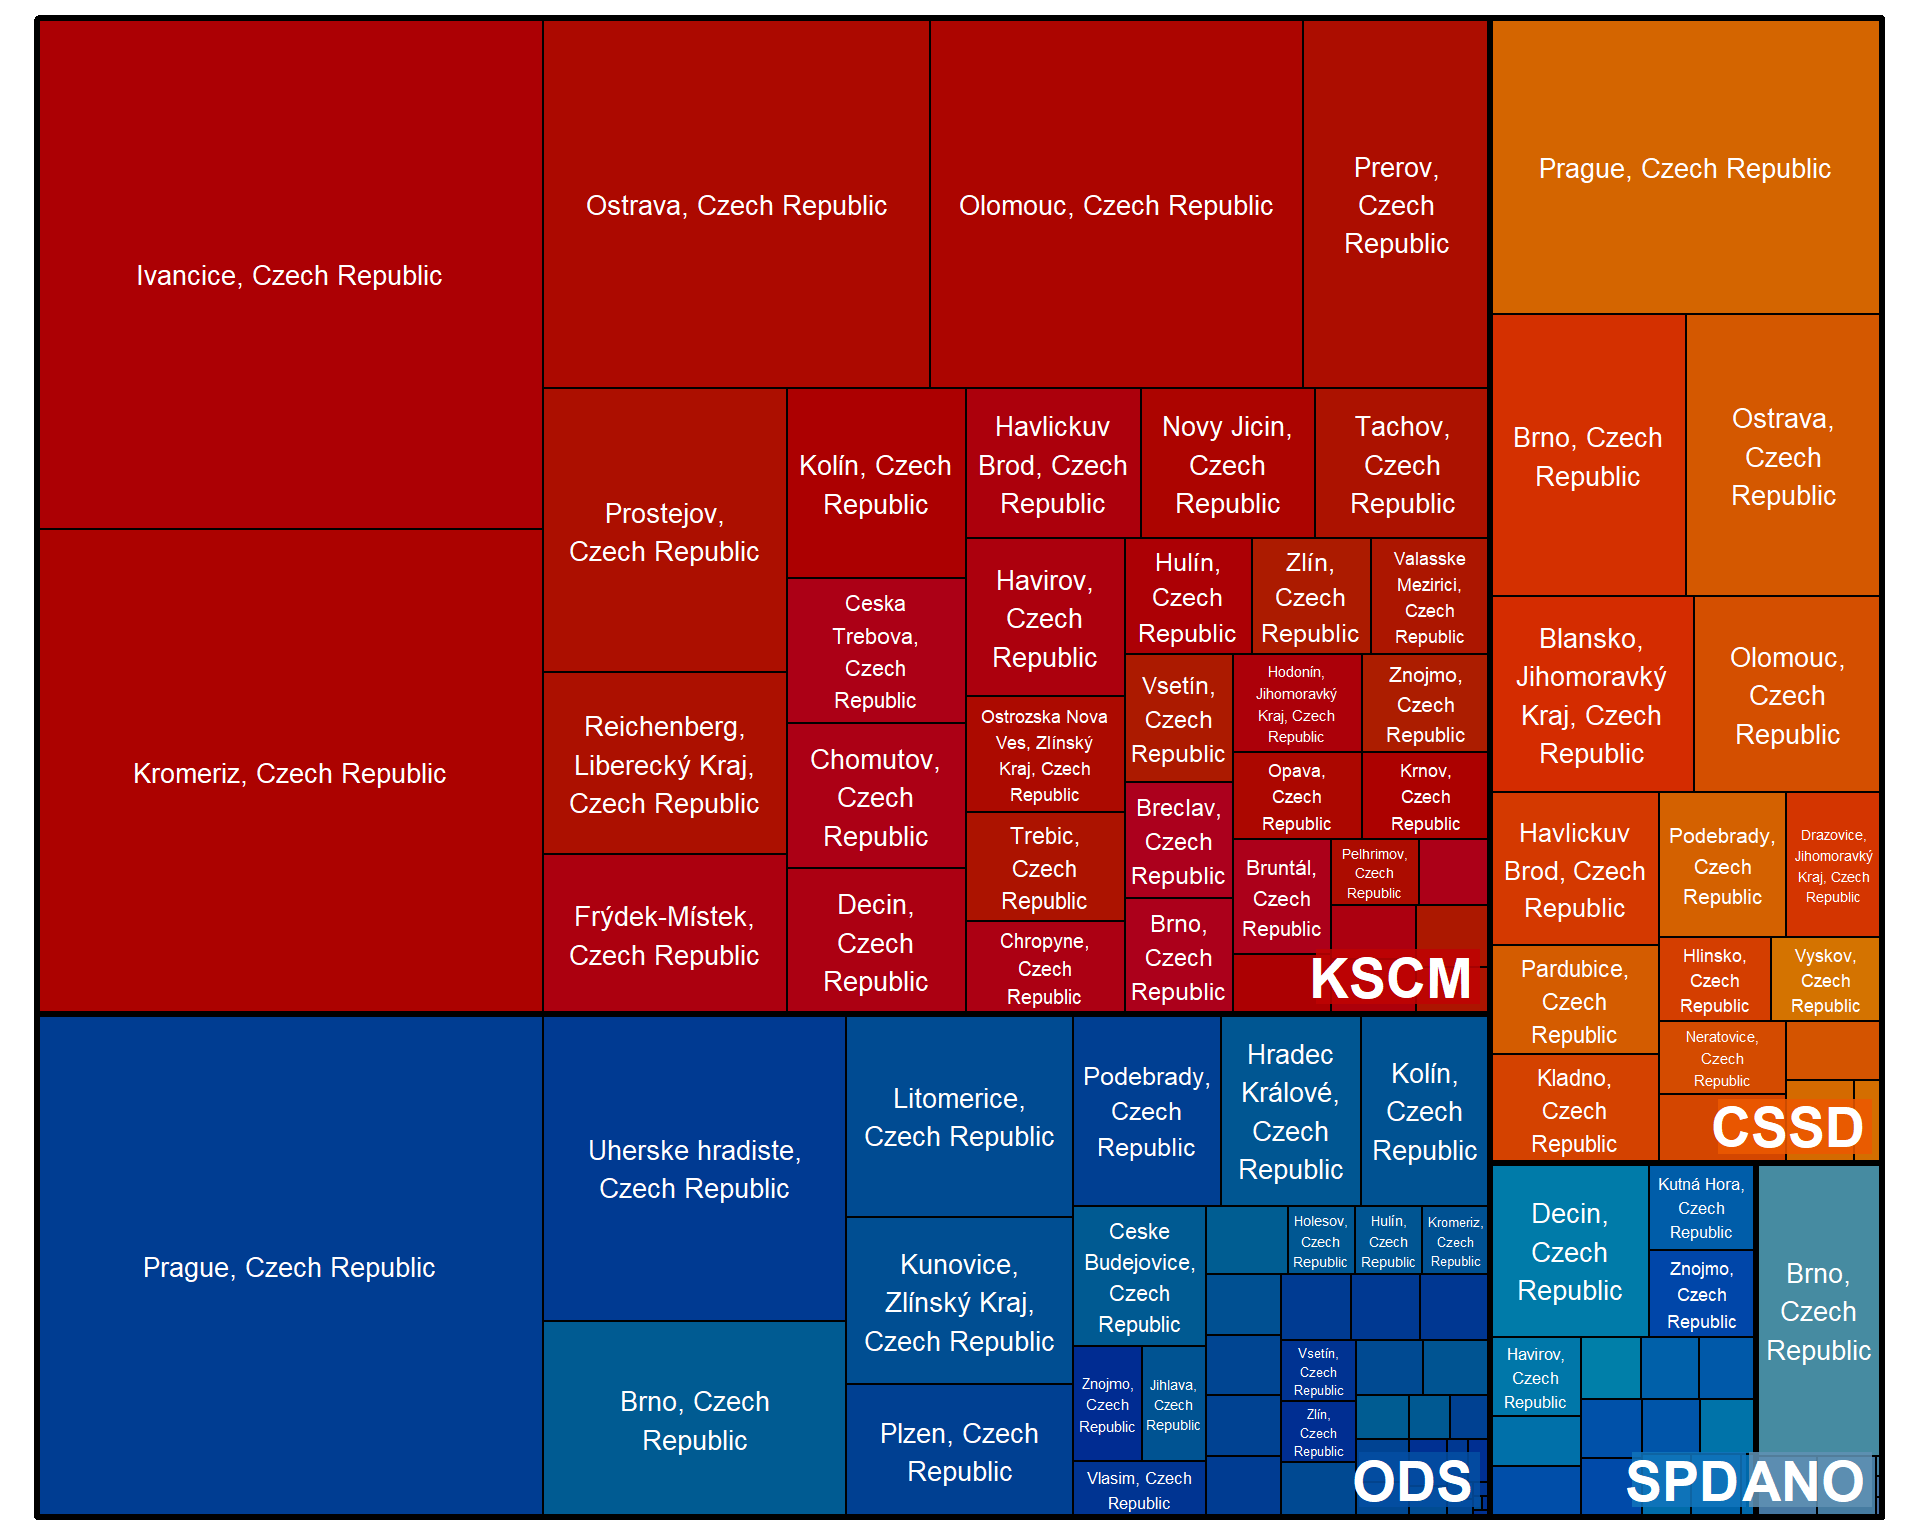 Ivancice, Czech Republic
Kromeriz, Czech Republic
Ostrava, Czech Republic
Olomouc, Czech Republic
Prerov,
Czech
Republic
Prostejov,
Czech Republic
Reichenberg,
Liberecký Kraj,
Czech Republic
Frýdek-Místek,
Czech Republic
Kolín, Czech
Republic
Ceska
Trebova,
Czech
Republic
Chomutov,
Czech
Republic
Decin,
Czech
Republic
Havlickuv
Brod, Czech
Republic
Novy Jicin,
Czech
Republic
Tachov,
Czech
Republic
Havirov,
Czech
Republic
Ostrozska Nova
Ves, Zlínský
Kraj, Czech
Republic
Trebic,
Czech
Republic
Chropyne,
Czech
Republic
Hulín,
Czech
Republic
Zlín,
Czech
Republic
Valasske
Mezirici,
Czech
Republic
Vsetín,
Czech
Republic
Breclav,
Czech
Republic
Brno,
Czech
Republic
Hodonín,
Jihomoravký
Kraj, Czech
Republic
Znojmo,
Czech
Republic
Opava,
Czech
Republic
Krnov,
Czech
Republic
Bruntál,
Czech
Republic
Pelhrimov,
Czech
Republic
KSCM
Prague, Czech Republic
Brno, Czech
Republic
Ostrava,
Czech
Republic
Blansko,
Jihomoravký
Kraj, Czech
Republic
Olomouc,
Czech
Republic
Havlickuv
Brod, Czech
Republic
Podebrady,
Czech
Republic
Drazovice,
Jihomoravký
Kraj, Czech
Republic
Pardubice,
Czech
Republic
Hlinsko,
Czech
Republic
Vyskov,
Czech
Republic
Kladno,
Czech
Republic
Neratovice,
Czech
Republic
CSSD
Prague, Czech Republic
Uherske hradiste,
Czech Republic
Brno, Czech
Republic
Litomerice,
Czech Republic
Kunovice,
Zlínský Kraj,
Czech Republic
Plzen, Czech
Republic
Podebrady,
Czech
Republic
Hradec
Králové,
Czech
Republic
Kolín,
Czech
Republic
Ceske
Budejovice,
Czech
Republic
Holesov,
Czech
Republic
Hulín,
Czech
Republic
Kromeriz,
Czech
Republic
Znojmo,
Czech
Republic
Jihlava,
Czech
Republic
Vlasim, Czech
Republic
Vsetín,
Czech
Republic
Zlín,
Czech
Republic
ODS
Decin,
Czech
Republic
Kutná Hora,
Czech
Republic
Znojmo,
Czech
Republic
Havirov,
Czech
Republic
SPD
Brno,
Czech
Republic
ANO